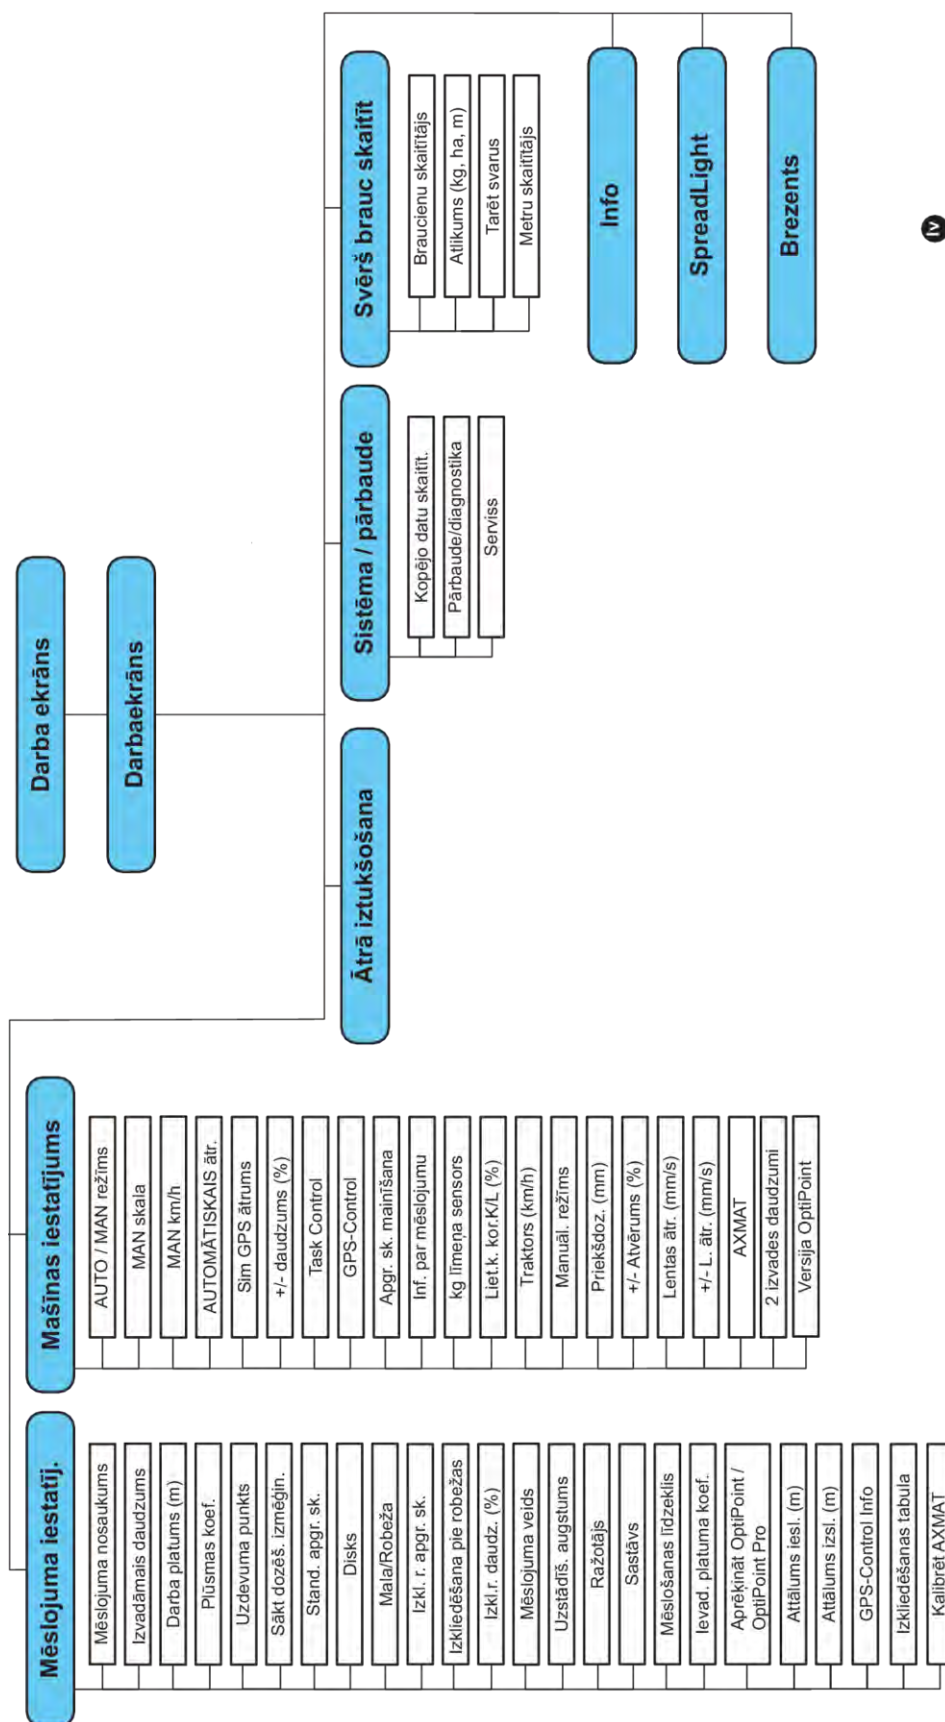 Darba ekrāns
Darbaekrāns
Mēslojuma iestatīj.
Mēslojuma nosaukums
Izvadāmais daudzums
Darba platums (m)
Plūsmas koef.
Uzdevuma punkts
Sākt dozēš. izmēģin.
Stand. apgr. sk.
Disks
Mala/Robeža
Izkl. r. apgr. sk.
Izkliedēšana pie robežas
Izkl.r. daudz. (%)
Mēslojuma veids
Uzstādīš. augstums
Ražotājs
Sastāvs
Mēslošanas līdzeklis
Ievad. platuma koef.
Aprēķināt OptiPoint /
OptiPoint Pro
Attālums iesl. (m)
Attālums izsl. (m)
GPS-Control Info
Izkliedēšanas tabula
Kalibrēt AXMAT
Mašīnas iestatījums
AUTO / MAN režīms
MAN skala
MAN km/h
AUTOMĀTISKAIS ātr.
Sim GPS ātrums
+/- daudzums (%)
Task Control
GPS-Control
Apgr. sk. mainīšana
Inf. par mēslojumu
kg līmeņa sensors
Liet.k. kor.K/L (%)
Traktors (km/h)
Manuāl. režīms
Priekšdoz. (mm)
+/- Atvērums (%)
Lentas ātr. (mm/s)
+/- L. ātr. (mm/s)
AXMAT
2 izvades daudzumi
Versija OptiPoint
Ātrā iztukšošana
Sistēma / pārbaude
Kopējo datu skaitīt.
Pārbaude/diagnostika
Serviss
Svērš brauc skaitīt
Braucienu skaitītājs
Atlikums (kg, ha, m)
Tarēt svarus
Metru skaitītājs
Info
SpreadLight
Brezents
lv